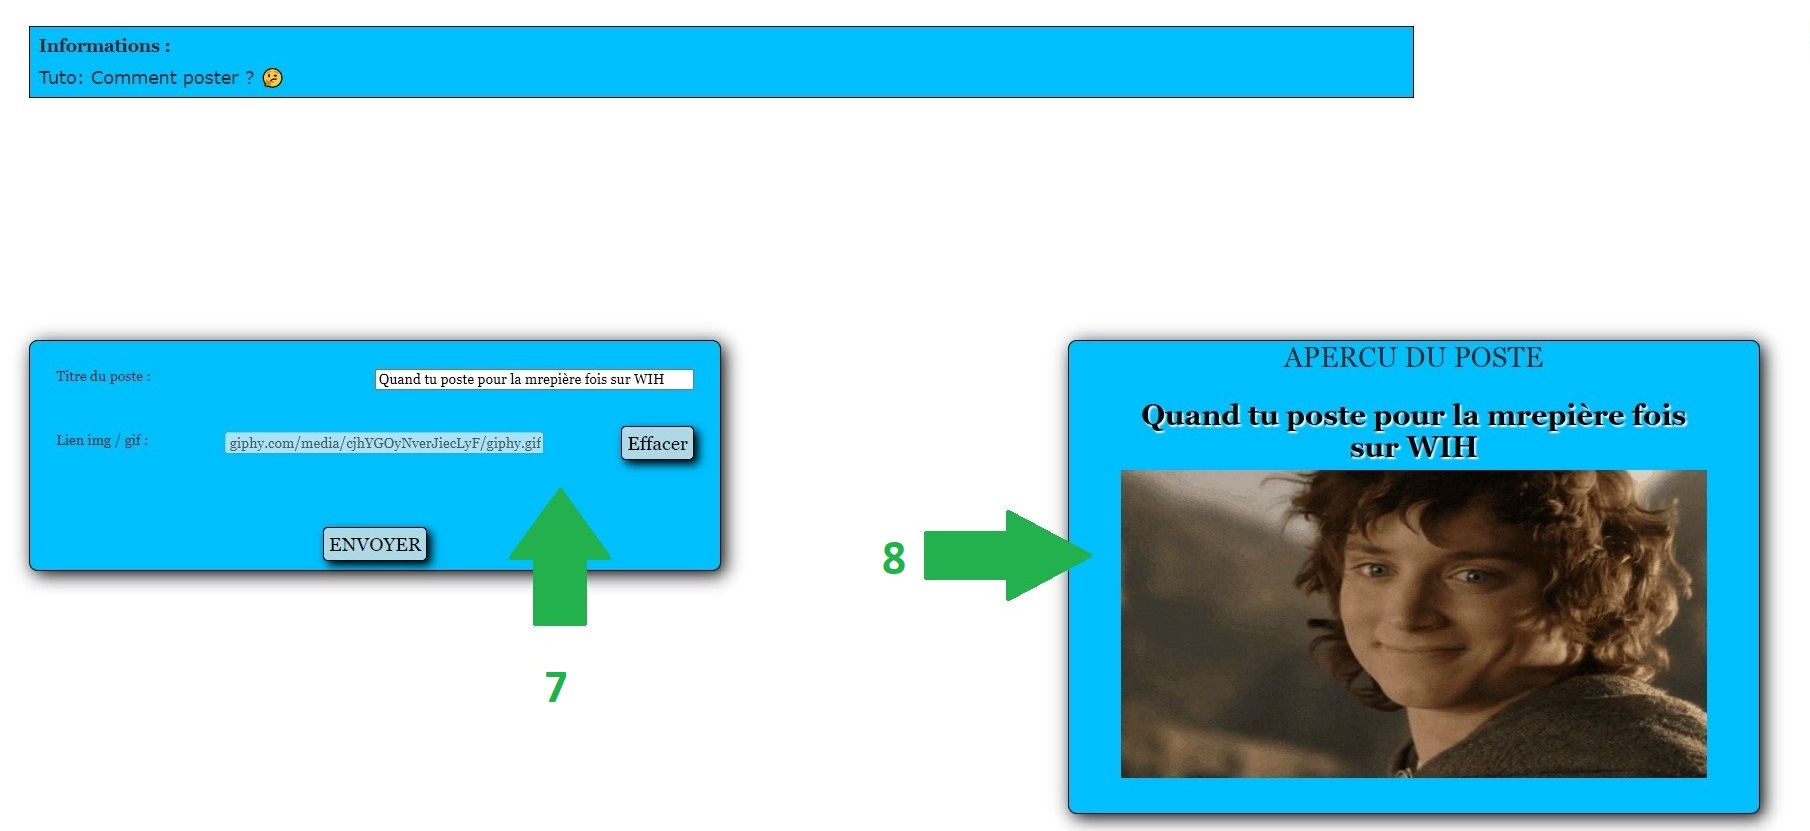 Informations :
Tuto: Comment poster ? 🤔
Titre du poste :
Quand tu poste pour la mrepière fois sur WIH
Lien img / gif :
giphy.com/media/cjhYGOyNverJiecLyF/giphy.gif
Effacer
ENVOYER
7
8
APERCU DU POSTE
Quand tu poste pour la mrepière fois
sur WIH